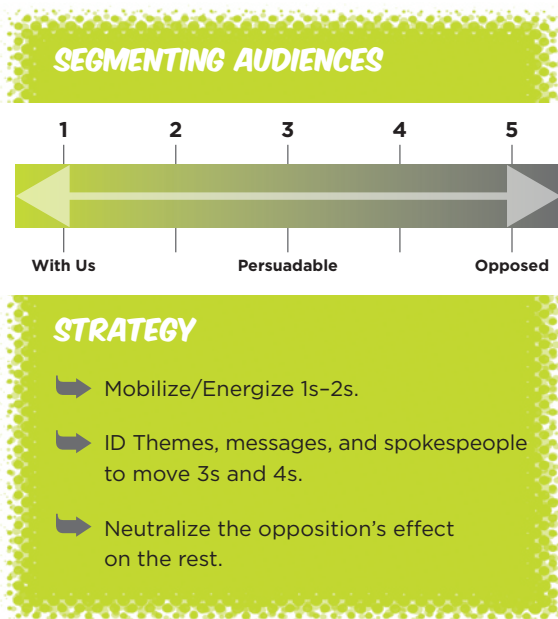 SEGMENTING AUDIENCES
1 2 3 4 5
With Us Persuadable Opposed
STRATEGY
Mobilize/Energize 1s–2s.
ID Themes, messages, and spokespeople
to move 3s and 4s.
Neutralize the opposition’s effect
on the rest.